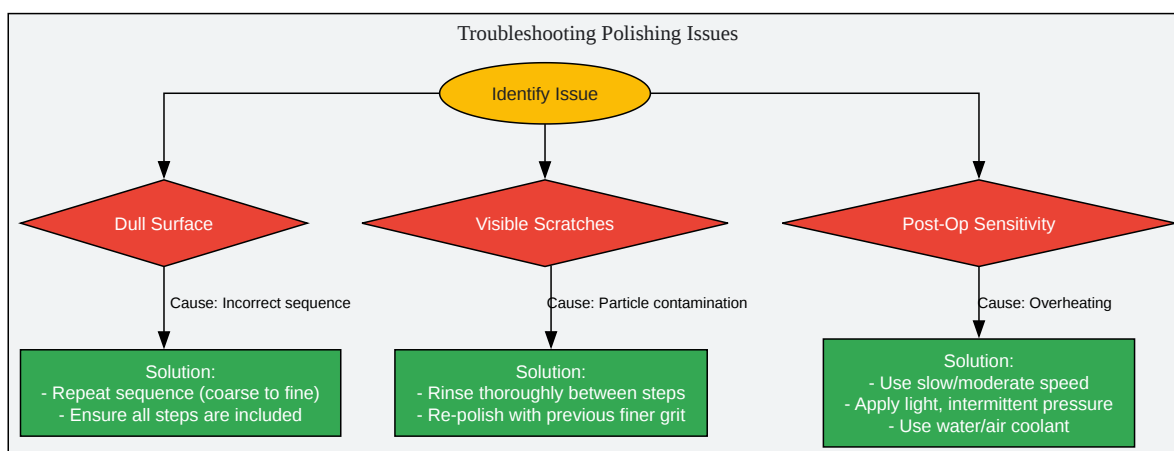 Troubleshooting Polishing Issues
Identify Issue
Dull Surface
Visible Scratches
Post-Op Sensitivity
Cause: Incorrect sequence
Cause: Particle contamination
Cause: Overheating
Solution:
- Repeat sequence (coarse to fine)
- Ensure all steps are included
Solution:
- Rinse thoroughly between steps
- Re-polish with previous finer grit
Solution:
- Use slow/moderate speed
- Apply light, intermittent pressure
- Use water/air coolant